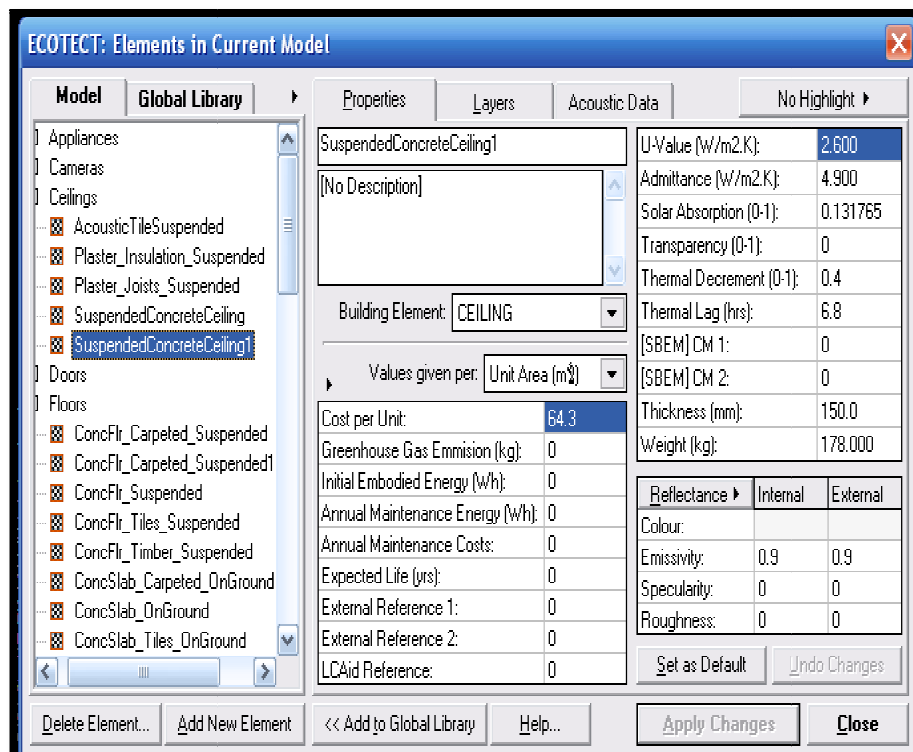 ECOTECT: Elements in Current Model
Model
Global Library
Appliances
Cameras
Ceilings
AcousticTileSuspended
Plaster_Insulation_Suspended
Plaster_Joists_Suspended
SuspendedConcreteCeiling
SuspendedConcreteCeiling1
Doors
Floors
ConcFlr_Carpeted_Suspended
ConcFlr_Carpeted_Suspended1
ConcFlr_Suspended
ConcFlr_Tiles_Suspended
ConcFlr_Timber_Suspended
ConcSlab_Carpeted_OnGround
ConcSlab_OnGround
ConcSlab_Tiles_OnGround
Properties
Layers
Acoustic Data
No Highlight
SuspendedConcreteCeiling1
[No Description]
Building Element: CEILING
Values given per: Unit Area (m²)
Cost per Unit: 64.3
Greenhouse Gas Emmision (kg): 0
Initial Embodied Energy (Wh): 0
Annual Maintenance Energy (Wh): 0
Annual Maintenance Costs: 0
Expected Life (yrs): 0
External Reference 1: 0
External Reference 2: 0
LCAid Reference: 0
U-Value (W/m2.K): 2.600
Admittance (W/m2.K): 4.900
Solar Absorption (0-1): 0.131765
Transparency (0-1): 0
Thermal Decrement (0-1): 0.4
Thermal Lag (hrs): 6.8
[SBEM] CM 1: 0
[SBEM] CM 2: 0
Thickness (mm): 150.0
Weight (kg): 178.000
Reflectance Internal External
Colour:
Emissivity: 0.9 0.9
Specularity: 0 0
Roughness: 0 0
Set as Default
Undo Changes
Delete Element...
Add New Element
<< Add to Global Library
Help...
Apply Changes
Close